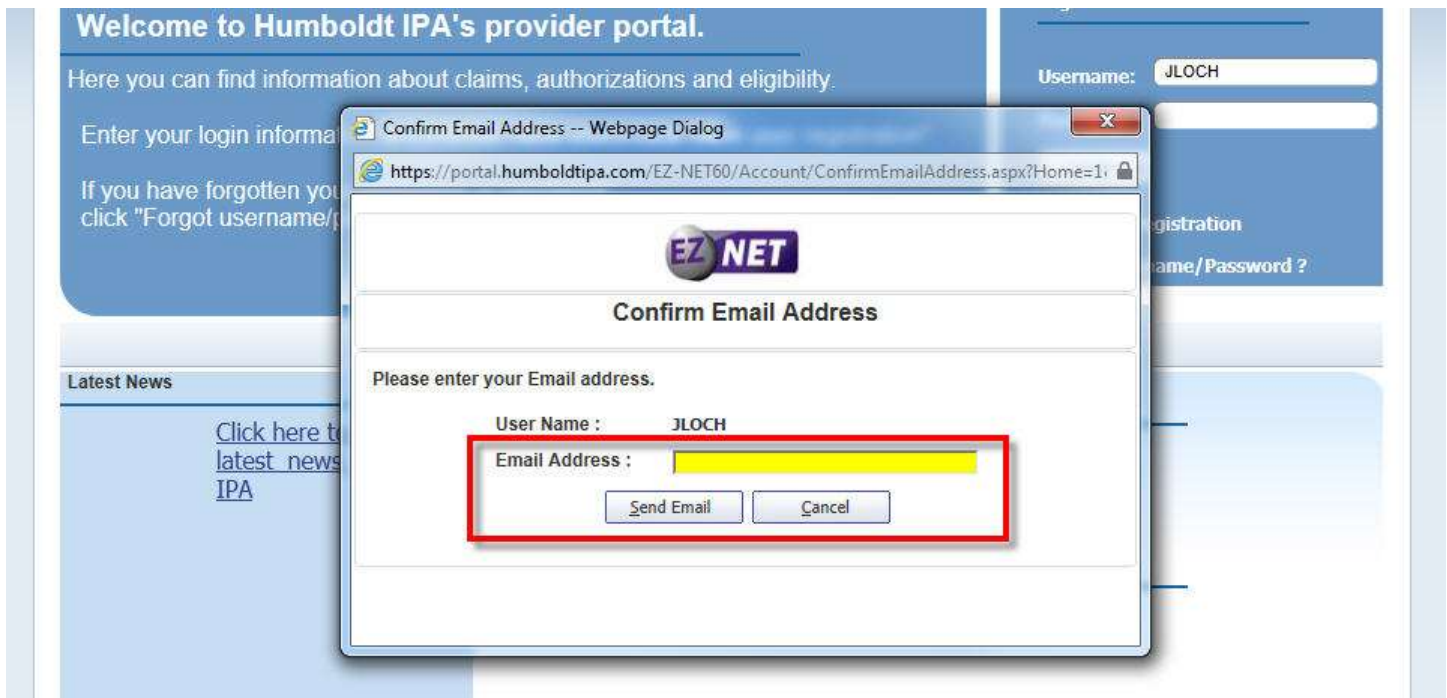 Welcome to Humboldt IPA's provider portal.
Here you can find information about claims, authorizations and eligibility.
Enter your login informa
If you have forgotten you
click "Forgot username/p
Username: JLOCH
gistration
ame/Password ?
Confirm Email Address -- Webpage Dialog
X
https://portal.humboldtipa.com/EZ-NET60/Account/ConfirmEmailAddress.aspx?Home=1
EZ NET
Confirm Email Address
Please enter your Email address.
User Name : JLOCH
Email Address :
Send Email Cancel
Latest News
Click here to
latest news
IPA